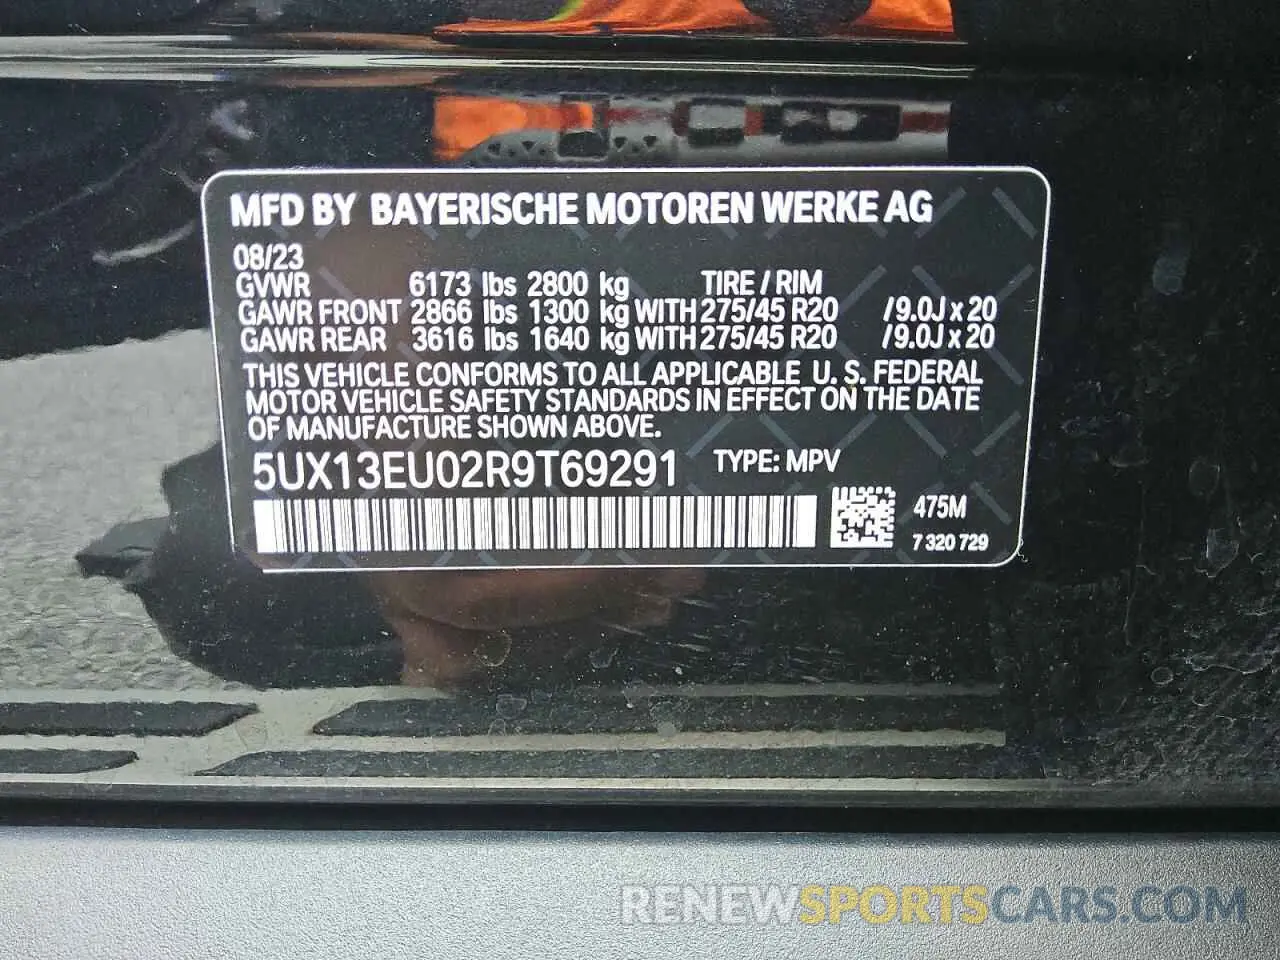 MFD BY BAYERISCHE MOTOREN WERKE AG
08/23
GVWR 6173 lbs 2800 kg TIRE / RIM
GAWR FRONT 2866 lbs 1300 kg WITH 275/45 R20 /9.0J x 20
GAWR REAR 3616 lbs 1640 kg WITH 275/45 R20 /9.0J x 20
THIS VEHICLE CONFORMS TO ALL APPLICABLE U. S. FEDERAL
MOTOR VEHICLE SAFETY STANDARDS IN EFFECT ON THE DATE
OF MANUFACTURE SHOWN ABOVE.
5UX13EU02R9T69291 TYPE: MPV
475M
7 320 729
RENEWSPORTSCARS.COM